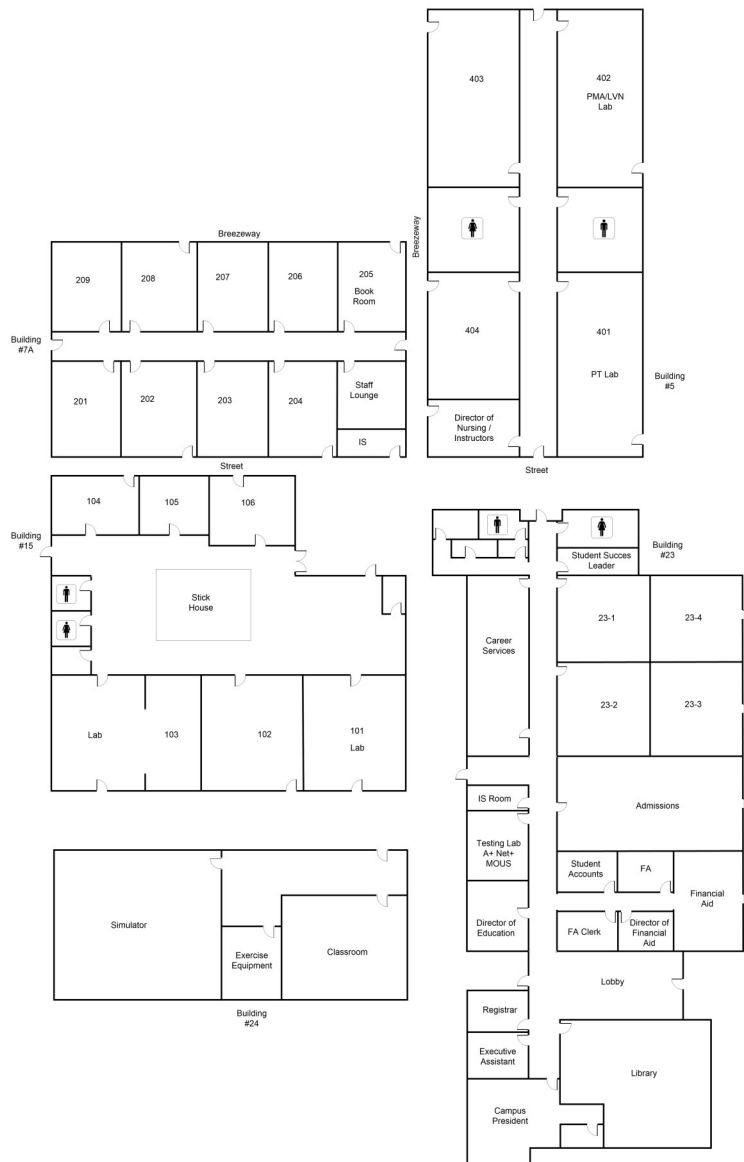 403
402
PMA/LVN
Lab
Breezeway
Breezeway
209
208
207
206
205
Book
Room
Building
#7A
404
401
PT Lab
Building
#5
201
202
203
204
Staff
Lounge
IS
Director of
Nursing /
Instructors
Street
Street
104
105
106
Building
#15
Building
#23
Student Succes
Leader
Stick
House
Career
Services
23-1
23-4
23-2
23-3
Lab
103
102
101
Lab
IS Room
Admissions
Testing Lab
A+ Net+
MOUS
Student
Accounts
FA
Financial
Aid
Director of
Education
FA Clerk
Director of
Financial
Aid
Simulator
Exercise
Equipment
Classroom
Building
#24
Lobby
Registrar
Executive
Assistant
Library
Campus
President